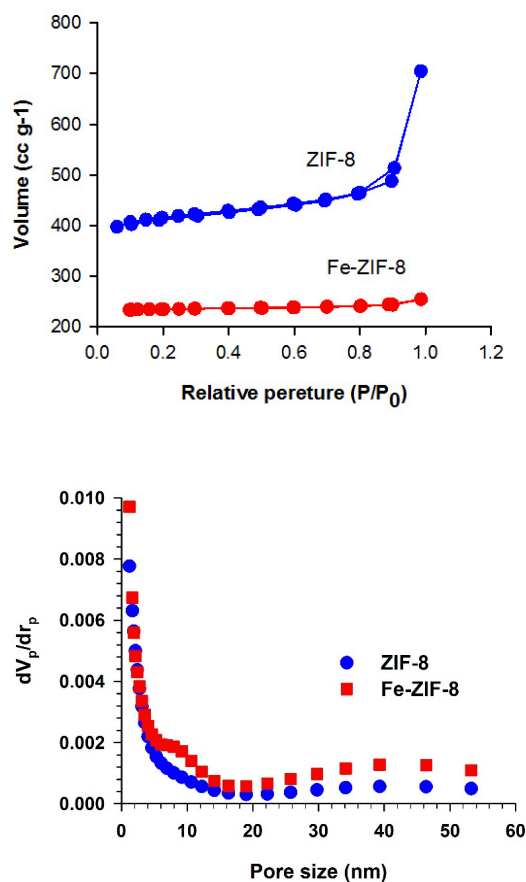 800
700
600
500
400
300
200
Volume (cc g-1)
ZIF-8
Fe-ZIF-8
0.0 0.2 0.4 0.6 0.8 1.0 1.2
Relative pereture (P/P0)
0.010
0.008
0.006
0.004
0.002
0.000
dVp/drp
ZIF-8
Fe-ZIF-8
0 10 20 30 40 50 60
Pore size (nm)